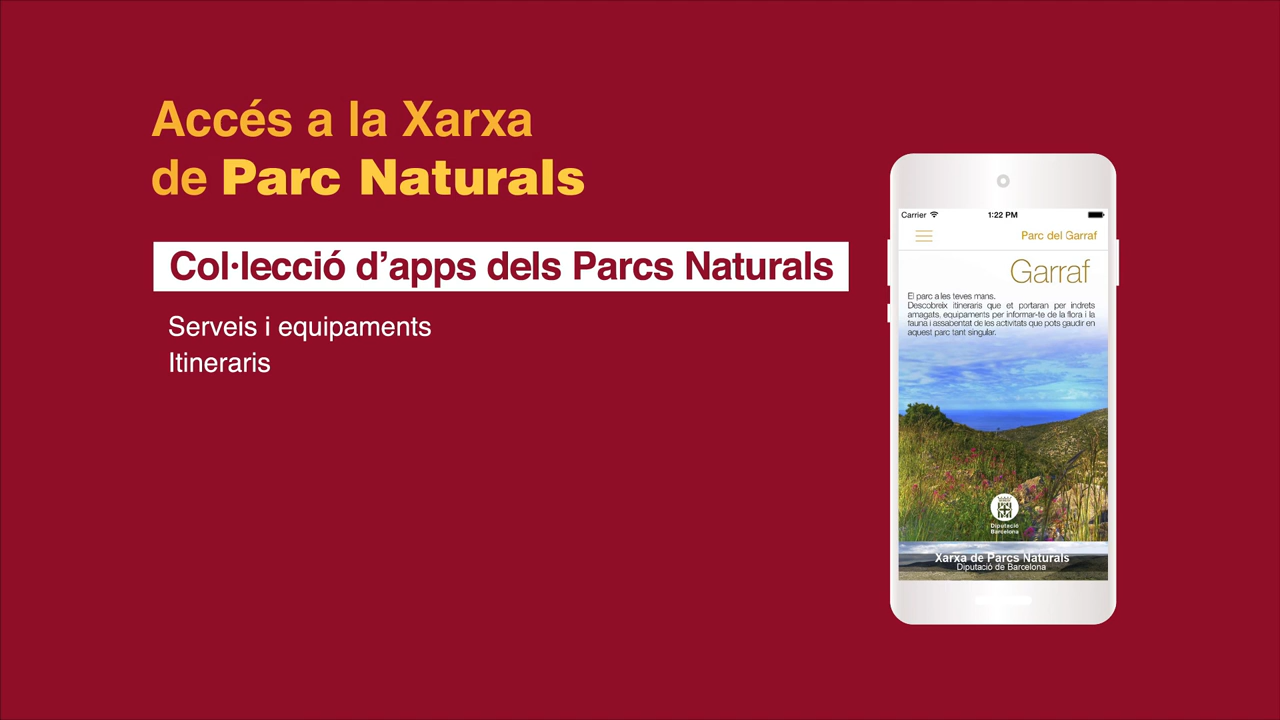 Accés a la Xarxa
de Parc Naturals
Col·lecció d'apps dels Parcs Naturals
Serveis i equipaments
Itineraris
Carrier 1:22 PM
Parc del Garraf
Garraf
El parc a les teves mans.
Descobreix itineraris que et portaran per indrets
amagats, equipaments per informar-te de la flora i la
fauna i assabentat de les activitats que pots gaudir en
aquest parc tant singular.
Diputació
Barcelona
Xarxa de Parcs Naturals
Diputació de Barcelona